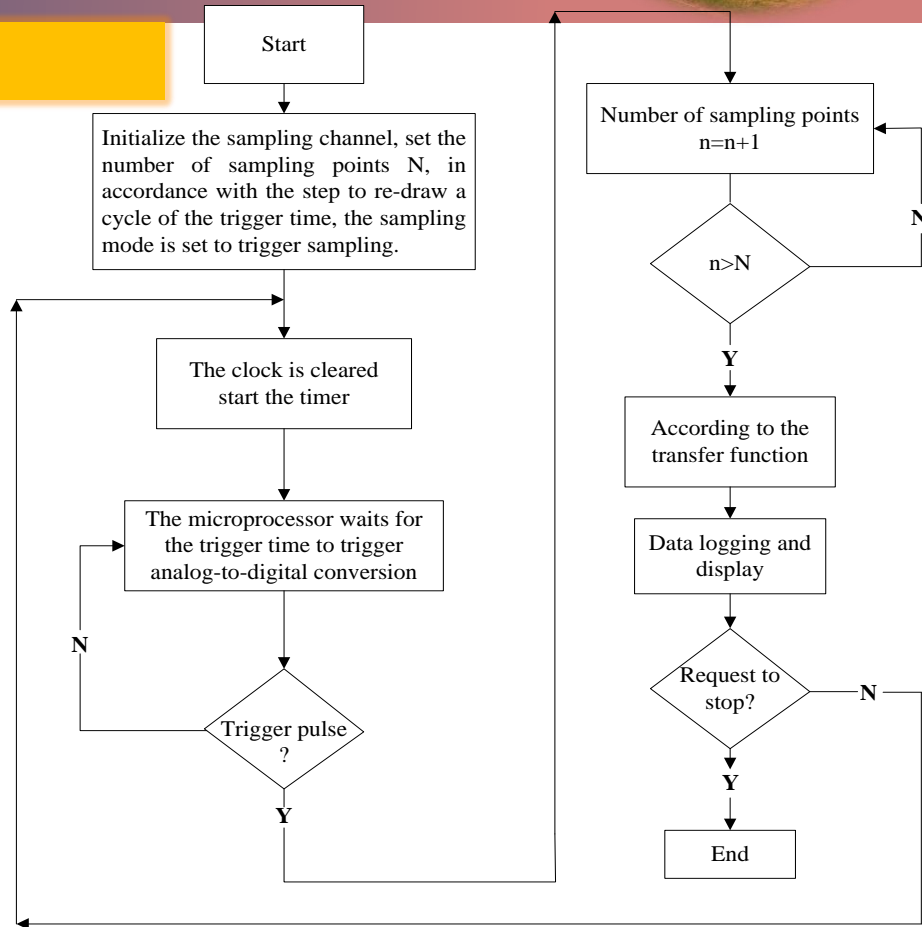 Start
Initialize the sampling channel, set the
number of sampling points N, in
accordance with the step to re-draw a
cycle of the trigger time, the sampling
mode is set to trigger sampling.
The clock is cleared
start the timer
The microprocessor waits for
the trigger time to trigger
analog-to-digital conversion
N
Trigger pulse
?
Y
Number of sampling points
n=n+1
N
n>N
Y
According to the
transfer function
Data logging and
display
Request to
stop?
N
Y
End